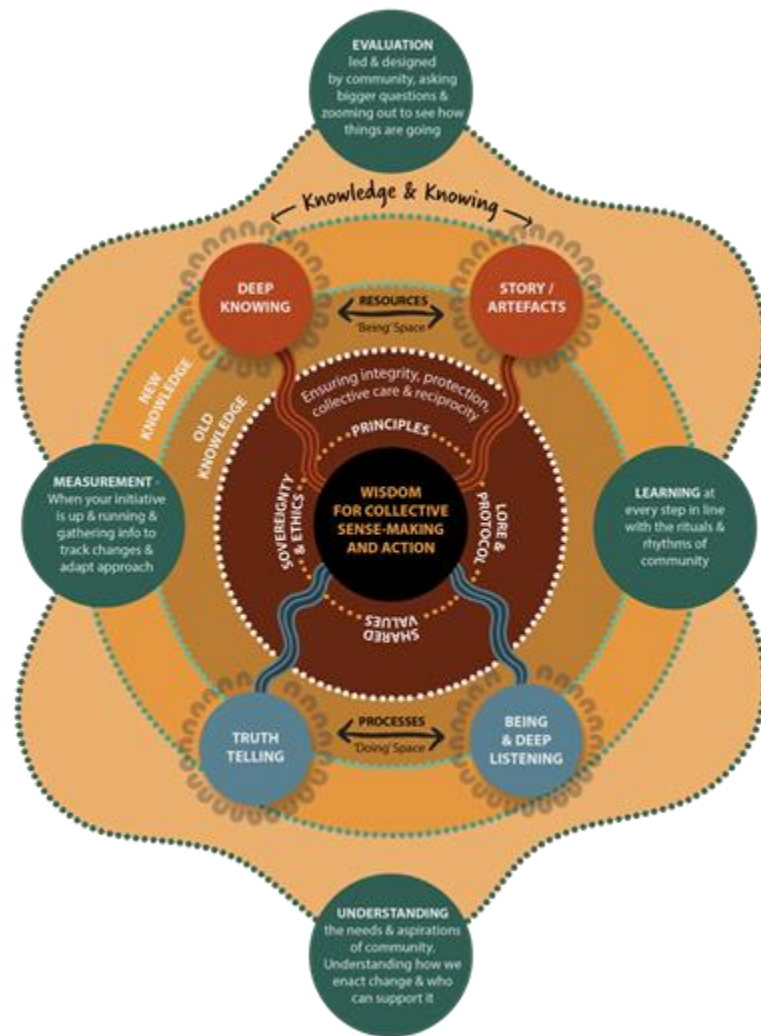 EVALUATION
led & designed
by community, asking
bigger questions &
zooming out to see how
things are going
Knowledge & Knowing
DEEP
KNOWING
RESOURCES
'Being' Space
STORY /
ARTEFACTS
NEW
KNOWLEDGE
OLD
KNOWLEDGE
Ensuring integrity, protection,
collective care & reciprocity
PRINCIPLES
MEASUREMENT -
When your initiative
is up & running &
gathering info to
track changes &
adapt approach
SOVEREIGNTY
& ETHICS
WISDOM
FOR COLLECTIVE
SENSE-MAKING
AND ACTION
LORE &
PROTOCOL
LEARNING at
every step in line
with the rituals &
rhythms of
community
SHARED
VALUES
TRUTH
TELLING
PROCESSES
'Doing' Space
BEING
& DEEP
LISTENING
UNDERSTANDING
the needs & aspirations
of community.
Understanding how we
enact change & who
can support it